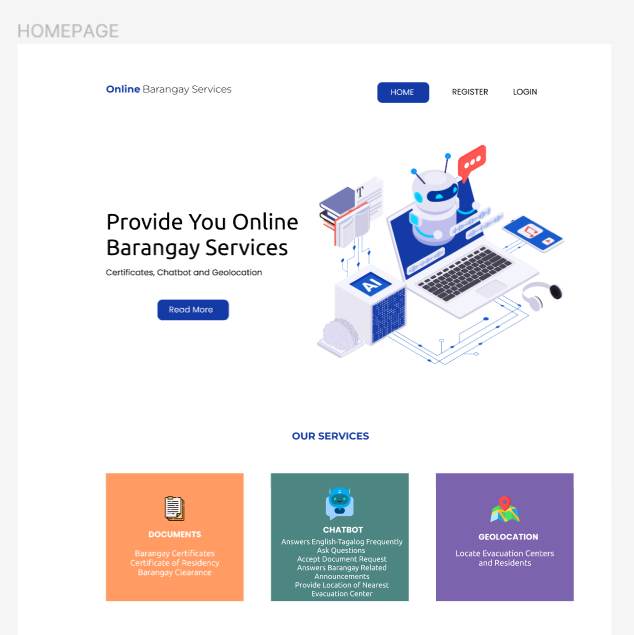 HOMEPAGE
Online Barangay Services
HOME
REGISTER
LOGIN
Provide You Online
Barangay Services
Certificates, Chatbot and Geolocation
Read More
T
AI
OUR SERVICES
DOCUMENTS
Barangay Certificates
Certificate of Residency
Barangay Clearance
CHATBOT
Answers English-Tagalog Frequently
Ask Questions
Accept Document Request
Answers Barangay Related
Announcements
Provide Location of Nearest
Evacuation Center
GEOLOCATION
Locate Evacuation Centers
and Residents